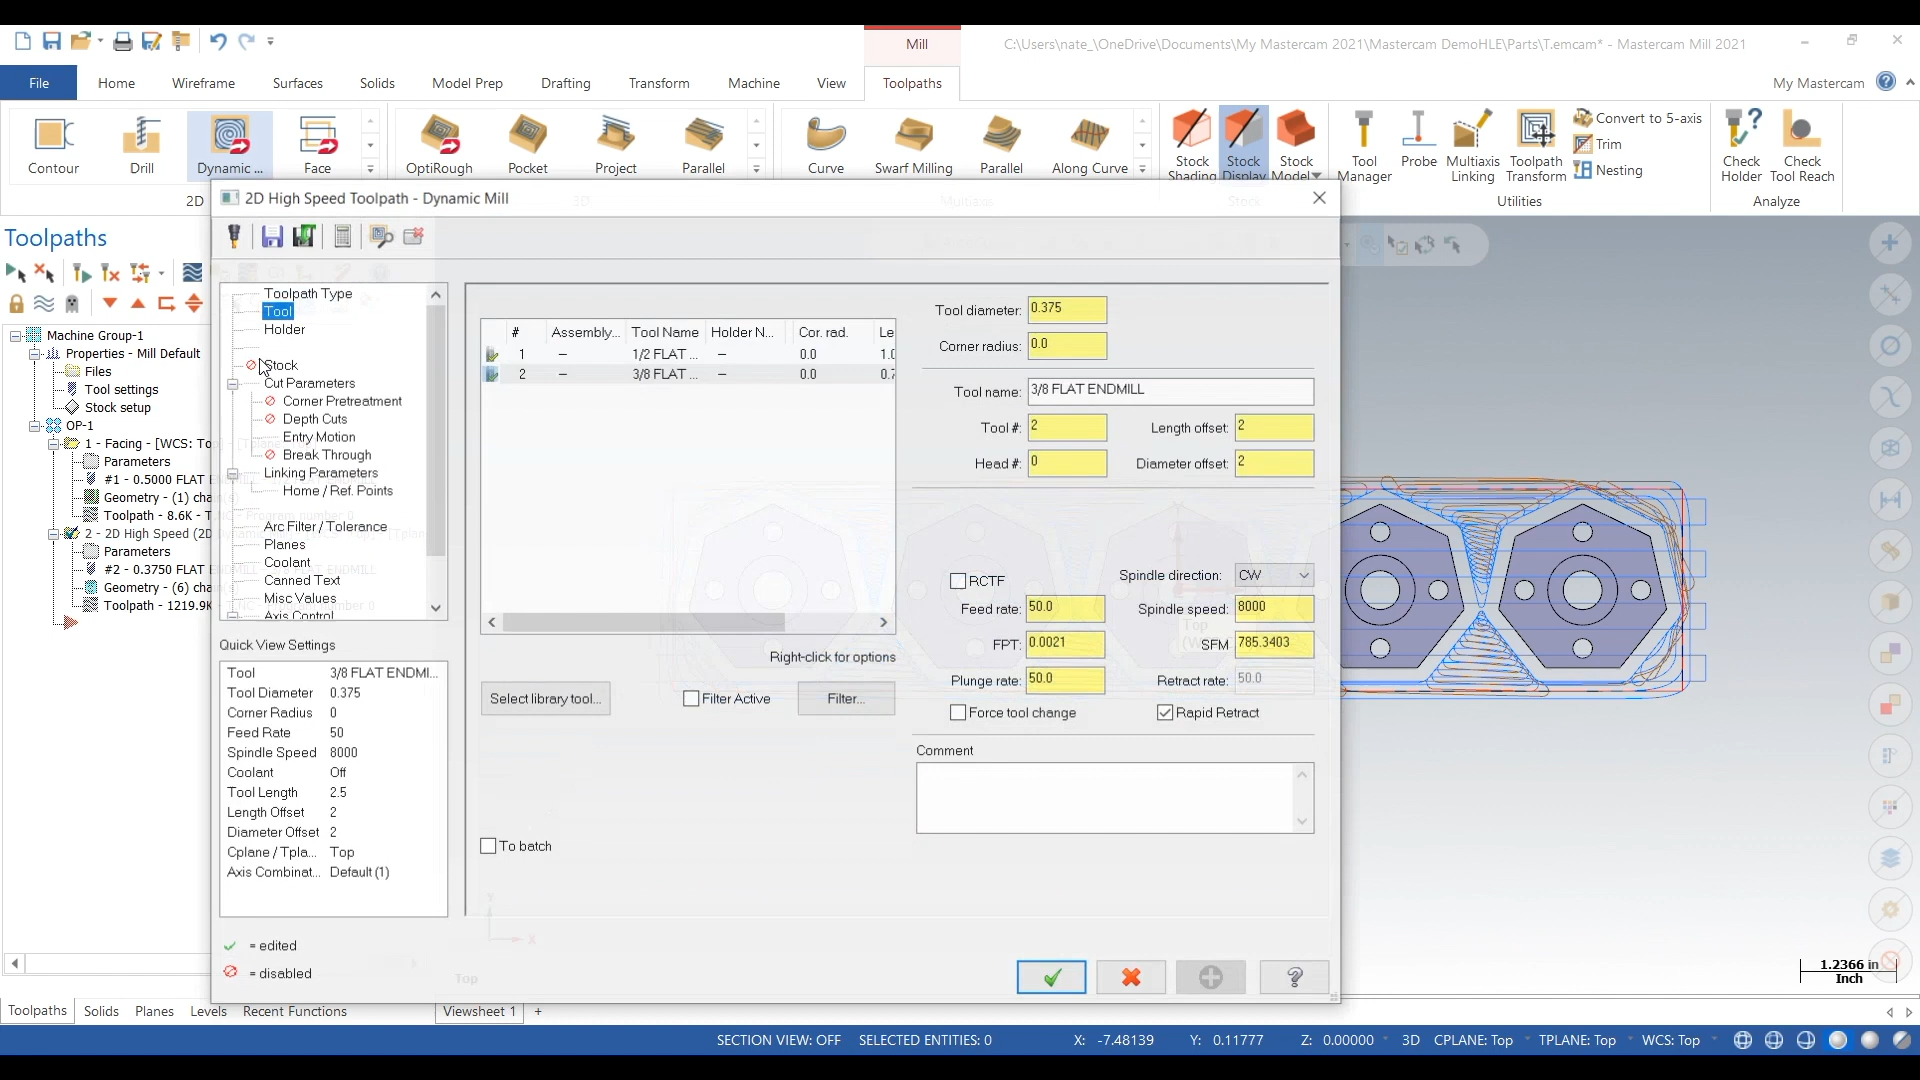 Mill
C:\Users\nate_\OneDrive\Documents\My Mastercam 2021\Mastercam DemoHLE\Parts\T.emcam* - Mastercam Mill 2021
File Home Wireframe Surfaces Solids Model Prep Drafting Transform Machine View Toolpaths My Mastercam
Contour Drill Dynamic ... Face OptiRough Pocket Project Parallel Curve Swarf Milling Parallel Along Curve
Stock Shading
Stock Display
Stock Model
Tool Manager
Probe
Multiaxis Linking
Toolpath Transform
Convert to 5-axis
Trim
Nesting
Check Holder
Check Tool Reach
2D 3D Multiaxis Stock Utilities Analyze
2D High Speed Toolpath - Dynamic Mill
Toolpaths
Machine Group-1
Properties - Mill Default
Files
Tool settings
Stock setup
OP-1
1 - Facing - [WCS: Top]
Parameters
#1 - 0.5000 FLAT
Geometry - (1) chain
Toolpath - 8.6K - T.NC - Program number 0
2 - 2D High Speed (2D
Parameters
#2 - 0.3750 FLAT ENDMILL
Geometry - (6) cha
Toolpath - 1219.9K
Toolpath Type
Tool
Holder
Stock
Cut Parameters
Corner Pretreatment
Depth Cuts
Entry Motion
Break Through
Linking Parameters
Home / Ref. Points
Arc Filter / Tolerance
Planes
Coolant
Canned Text
Misc Values
Axis Control
Quick View Settings
Tool 3/8 FLAT ENDMI...
Tool Diameter 0.375
Corner Radius 0
Feed Rate 50
Spindle Speed 8000
Coolant Off
Tool Length 2.5
Length Offset 2
Diameter Offset 2
Cplane / Tpla... Top
Axis Combinat... Default (1)
= edited
= disabled
# Assembly... Tool Name Holder N... Cor. rad. Le
1 – 1/2 FLAT ... – 0.0 1.0
2 – 3/8 FLAT ... – 0.0 0.7
Right-click for options
Select library tool...
Filter Active
Filter...
To batch
Tool diameter: 0.375
Corner radius: 0.0
Tool name: 3/8 FLAT ENDMILL
Tool #: 2 Length offset: 2
Head #: 0 Diameter offset: 2
RCTF Spindle direction: CW
Feed rate: 50.0 Spindle speed: 8000
FPT: 0.0021 SFM 785.3403
Plunge rate: 50.0 Retract rate: 50.0
Force tool change Rapid Retract
Comment
Top
Y
X
Top
1.2366 in
Inch
Toolpaths Solids Planes Levels Recent Functions Viewsheet 1 +
SECTION VIEW: OFF SELECTED ENTITIES: 0 X: -7.48139 Y: 0.11777 Z: 0.00000 3D CPLANE: Top TPLANE: Top WCS: Top